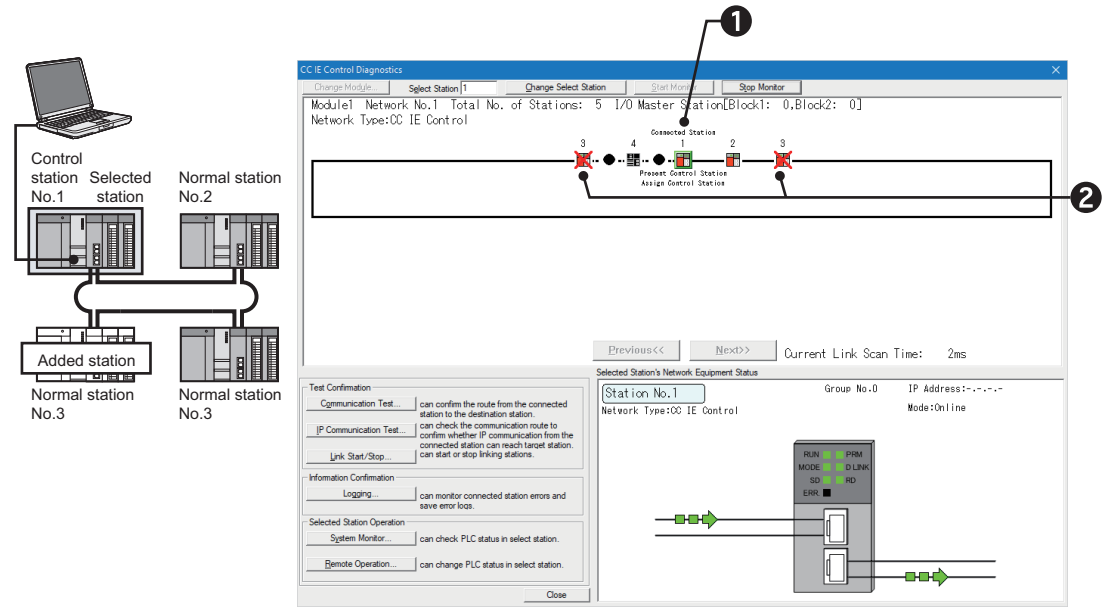 1
CC IE Control Diagnostics
Change Module...
Select Station
1
Change Select Station
Start Monitor
Stop Monitor
Module1 Network No.1 Total No. of Stations: 5 I/O Master Station[Block1: 0,Block2: 0]
Network Type:CC IE Control
Connected Station
3 4 1 2 3
Present Control Station
Assign Control Station
2
Control
station Selected
No.1 station
Normal station
No.2
Added station
Normal station
No.3
Normal station
No.3
Previous<<
Next>>
Current Link Scan Time: 2ms
Test Confirmation
Communication Test...
can confirm the route from the connected
station to the destination station.
IP Communication Test...
can check the communication route to
confirm whether IP communication from the
connected station can reach target station.
Link Start/Stop...
can start or stop linking stations.
Information Confirmation
Logging...
can monitor connected station errors and
save error logs.
Selected Station Operation
System Monitor...
can check PLC status in select station.
Remote Operation...
can change PLC status in select station.
Close
Selected Station's Network Equipment Status
Station No.1
Group No.0
IP Address:-.-.-.-
Network Type:CC IE Control
Mode:Online
RUN PRM
MODE D LINK
SD RD
ERR.